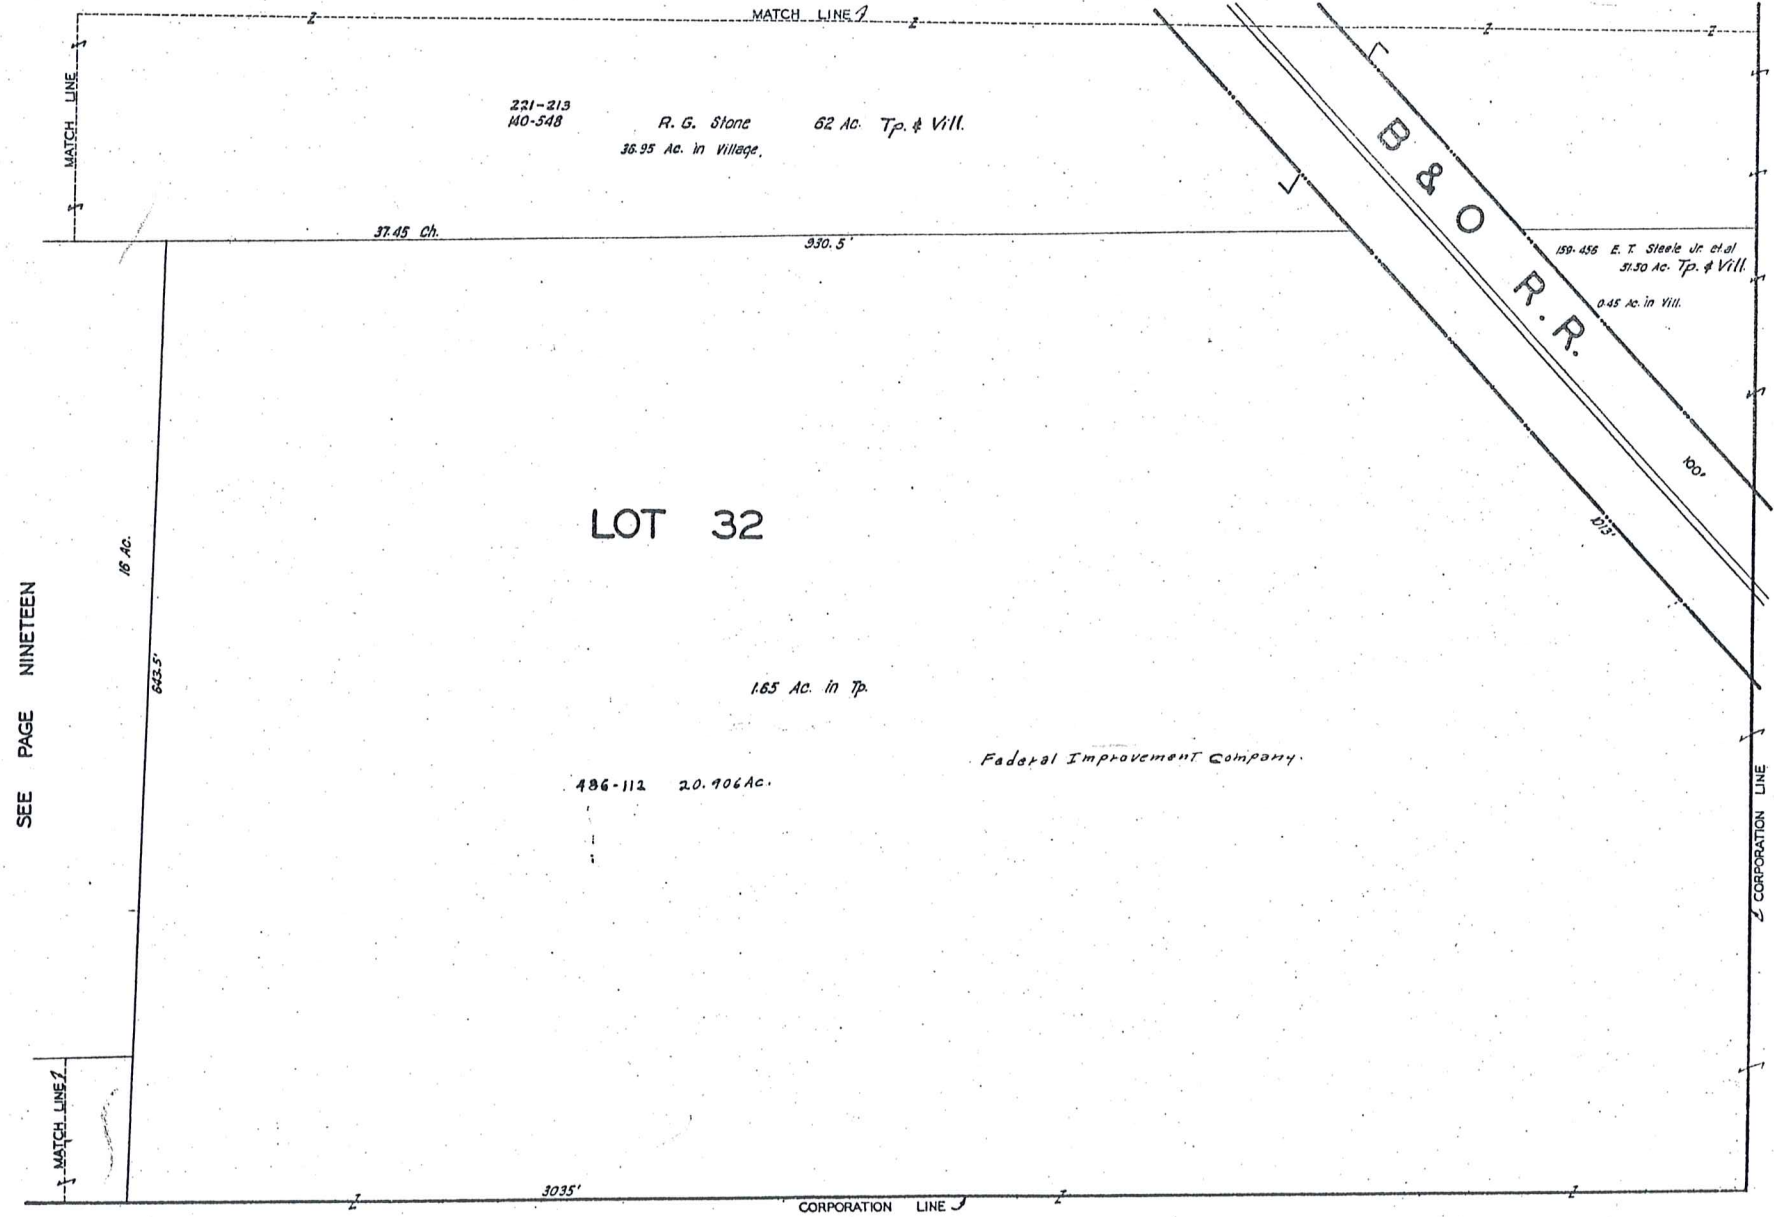 MATCH LINE
MATCH LINE
221-213
140-548
R. G. Stone 62 Ac. Tp. & Vill.
36.95 Ac. in Village.
B & O R. R.
37.45 Ch.
930.5'
159-456 E. T. Steele Jr. et al
51.50 Ac. Tp. & Vill.
0.45 Ac. in Vill.
100'
1013'
LOT 32
16 Ac.
643.5'
SEE PAGE NINETEEN
1.65 Ac. in Tp.
Federal Improvement Company.
486-112 20.906 Ac.
CORPORATION LINE
MATCH LINE
3035'
CORPORATION LINE